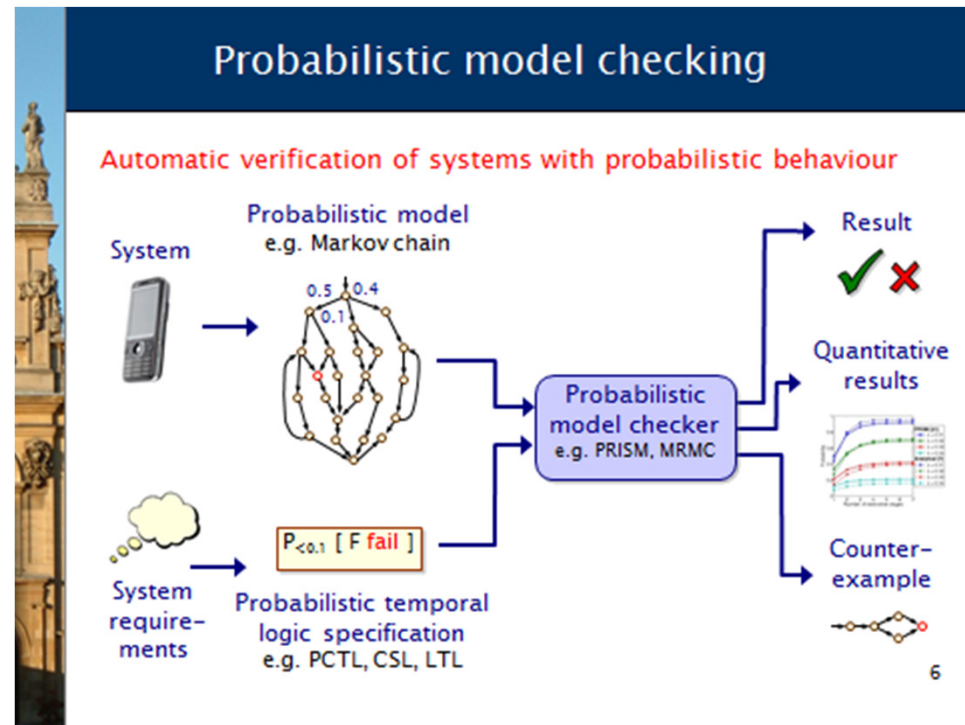 Probabilistic model checking
Automatic verification of systems with probabilistic behaviour
System
Probabilistic model
e.g. Markov chain
0.5
0.4
0.1
System
require-
ments
P<0.1 [ F fail ]
Probabilistic temporal
logic specification
e.g. PCTL, CSL, LTL
Probabilistic
model checker
e.g. PRISM, MRMC
Result
Quantitative
results
Counter-
example
6